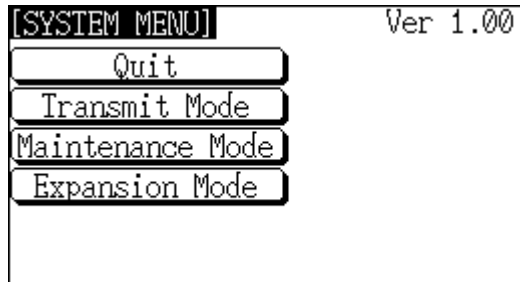 [SYSTEM MENU] Ver 1.00
Quit
Transmit Mode
Maintenance Mode
Expansion Mode